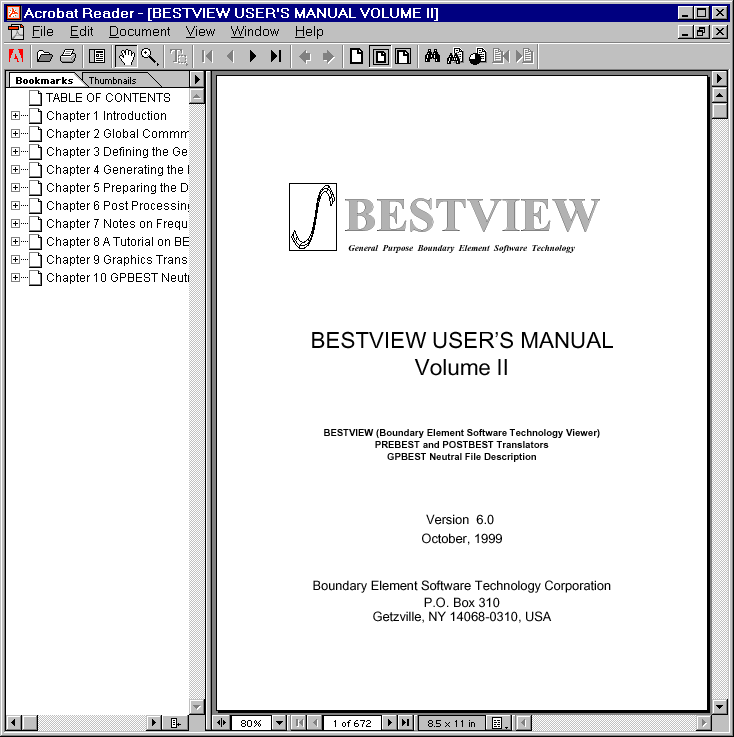 Acrobat Reader - [BESTVIEW USER'S MANUAL VOLUME II]
File Edit Document View Window Help
Bookmarks Thumbnails
TABLE OF CONTENTS
Chapter 1 Introduction
Chapter 2 Global Commm
Chapter 3 Defining the Ge
Chapter 4 Generating the
Chapter 5 Preparing the D
Chapter 6 Post Processing
Chapter 7 Notes on Frequ
Chapter 8 A Tutorial on BE
Chapter 9 Graphics Trans
Chapter 10 GPBEST Neutr
BESTVIEW
General Purpose Boundary Element Software Technology
BESTVIEW USER'S MANUAL
Volume II
BESTVIEW (Boundary Element Software Technology Viewer)
PREBEST and POSTBEST Translators
GPBEST Neutral File Description
Version 6.0
October, 1999
Boundary Element Software Technology Corporation
P.O. Box 310
Getzville, NY 14068-0310, USA
80% 1 of 672 8.5 x 11 in